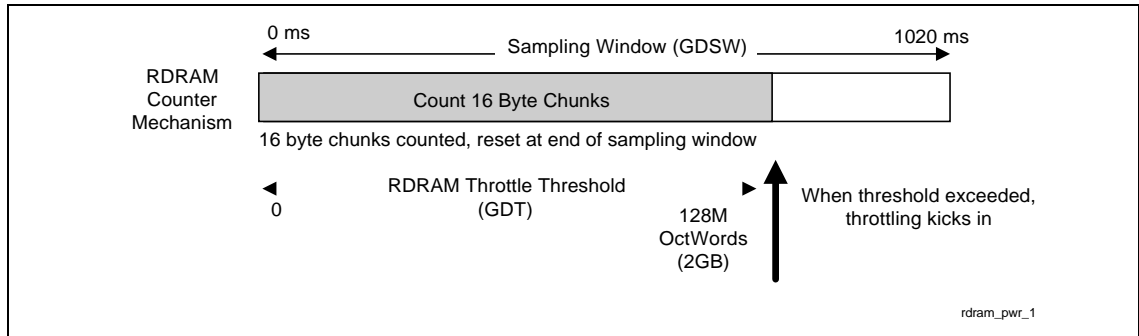 0 ms
1020 ms
Sampling Window (GDSW)
RDRAM
Counter
Mechanism
Count 16 Byte Chunks
16 byte chunks counted, reset at end of sampling window
RDRAM Throttle Threshold
(GDT)
0
128M
OctWords
(2GB)
When threshold exceeded,
throttling kicks in
rdram_pwr_1